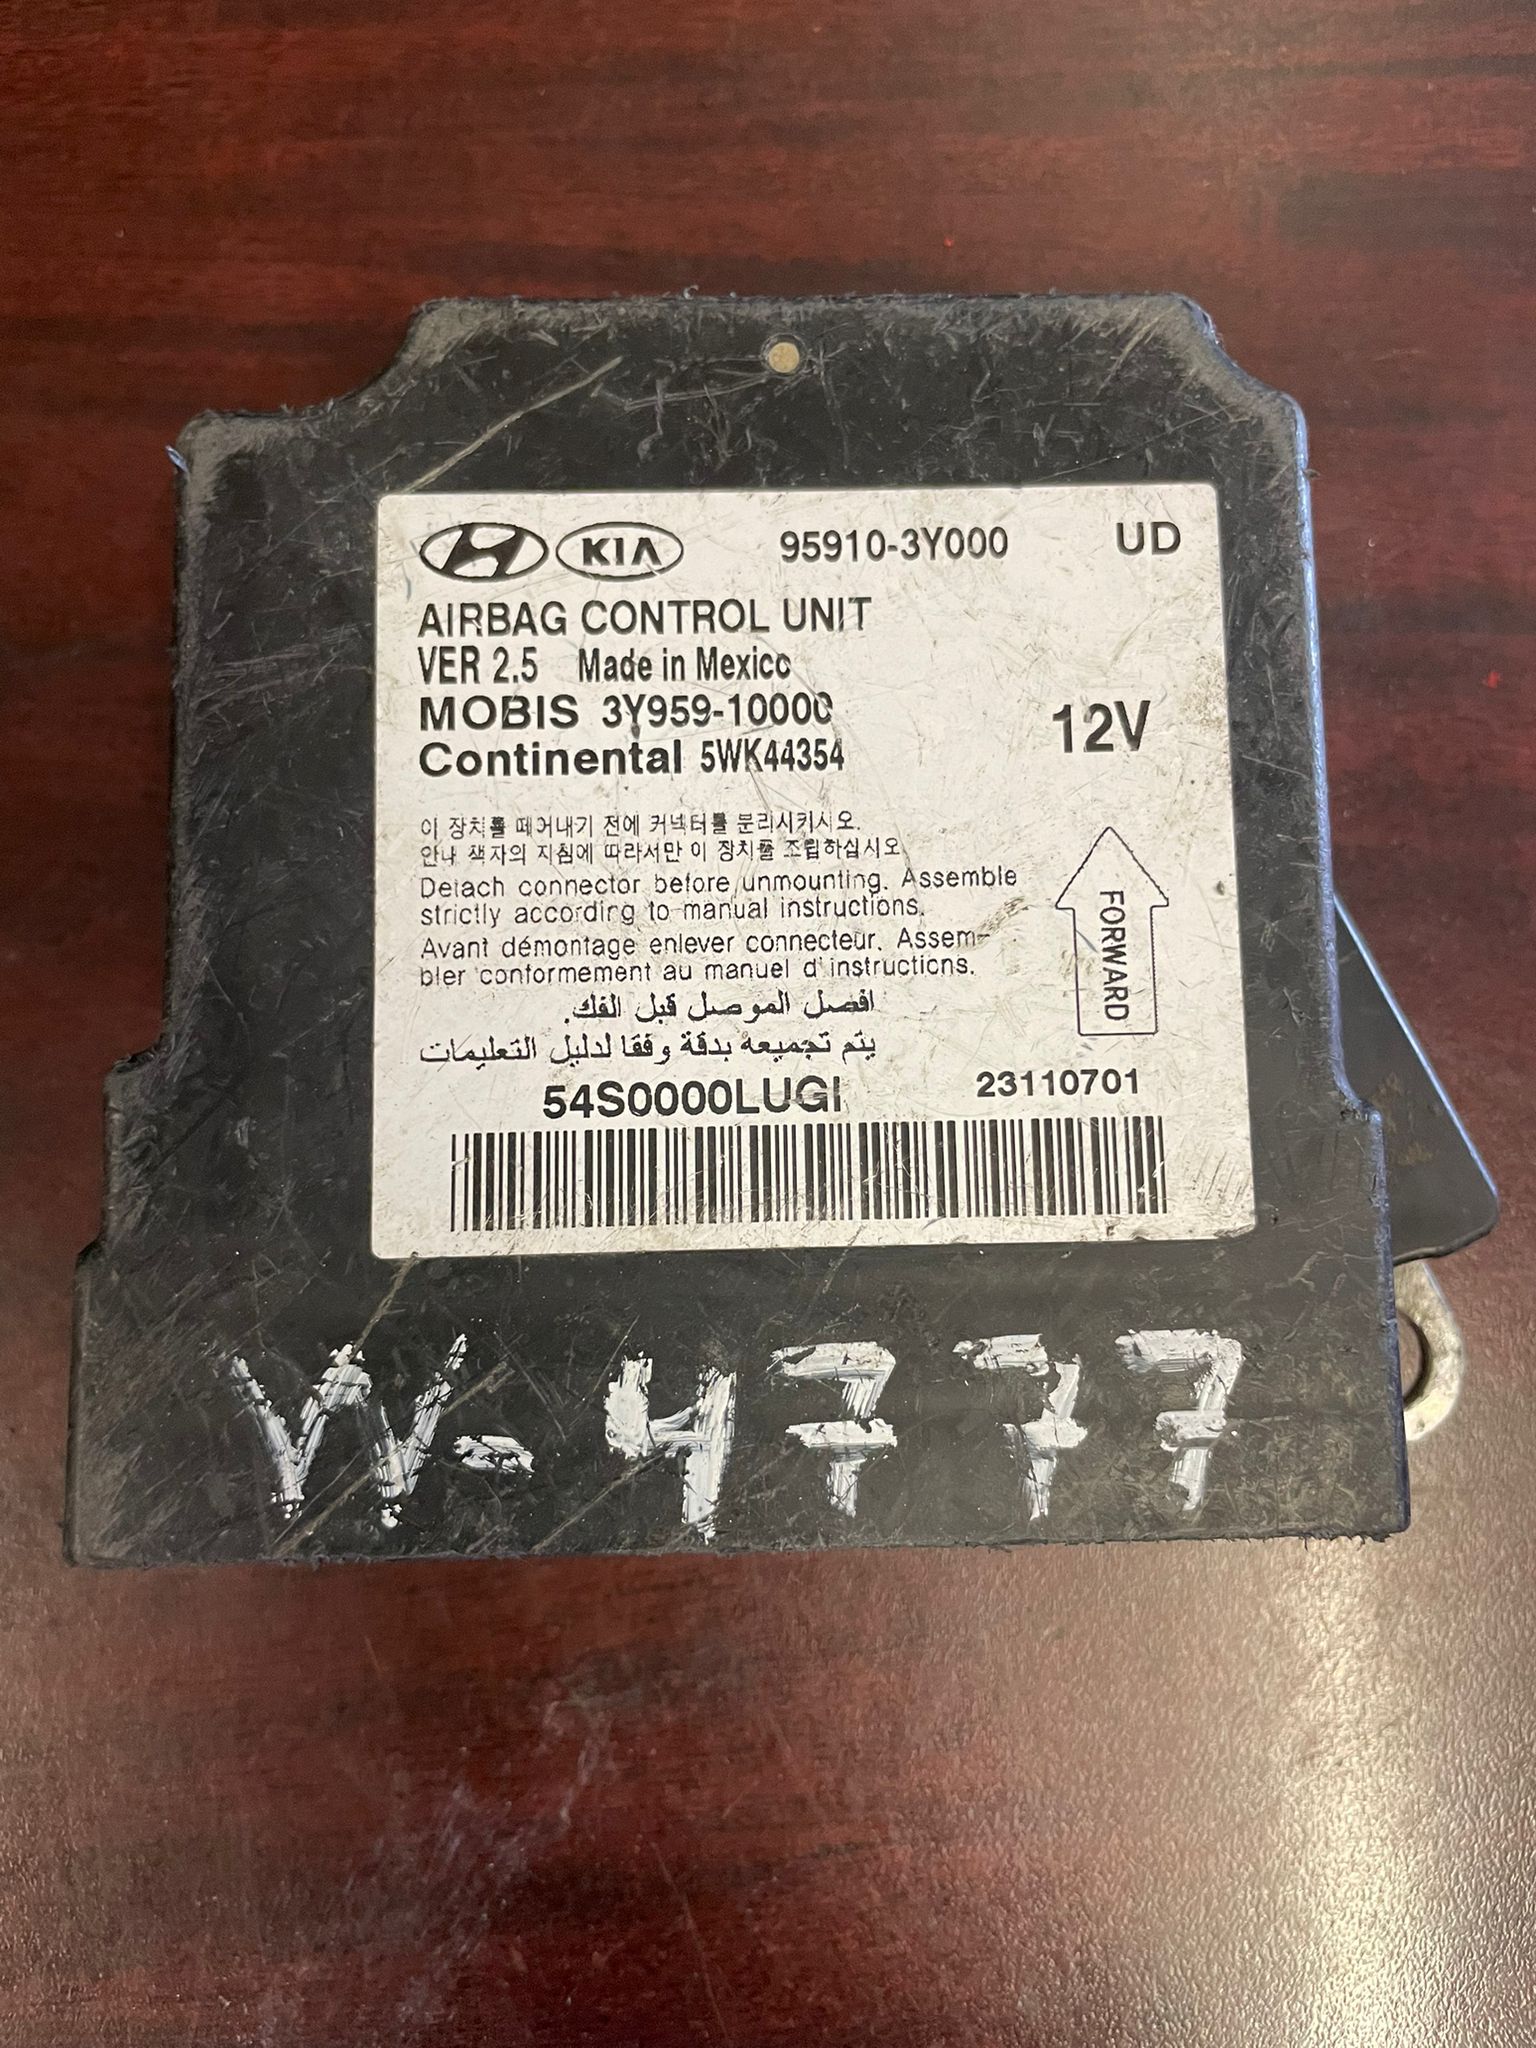 KIA 95910-3Y000 UD
AIRBAG CONTROL UNIT
VER 2.5 Made in Mexico
MOBIS 3Y959-10000
Continental 5WK44354
12V
이 장치를 떼어내기 전에 커넥터를 분리시키시오.
안내 책자의 지침에 따라서만 이 장치를 조립하십시오.
Detach connector before unmounting. Assemble
strictly according to manual instructions.
Avant démontage enlever connecteur. Assem-
bler conformement au manuel d'instructions.
افصل الموصل قبل الفك.
يتم تجميعه بدقة وفقا لدليل التعليمات
FORWARD
54S0000LUGI 23110701
W-4777